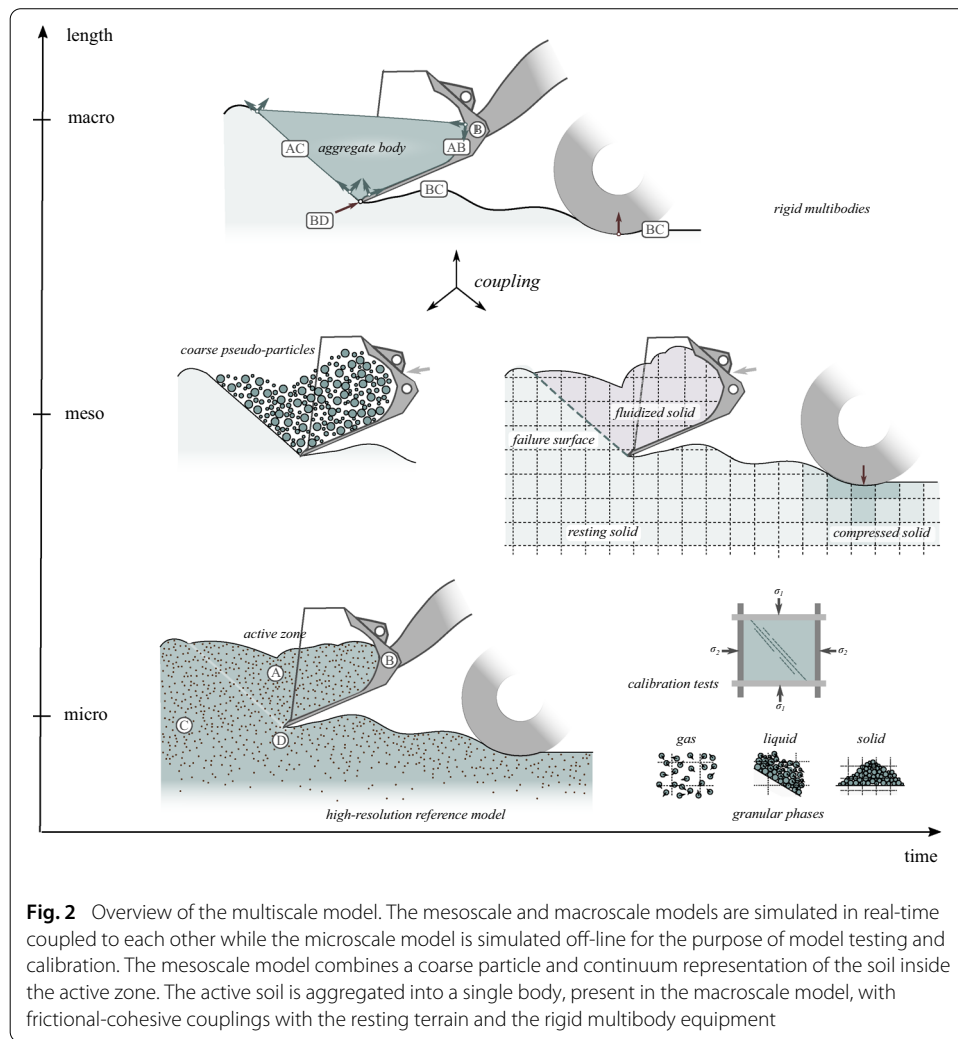 length
macro
B
AC
aggregate body
AB
BC
BD
BC
rigid multibodies
coupling
coarse pseudo-particles
meso
fluidized solid
failure surface
resting solid
compressed solid
σ1
active zone
A
B
σ2
σ2
calibration tests
σ1
micro
C
D
gas
liquid
solid
high-resolution reference model
granular phases
time
Fig. 2 Overview of the multiscale model. The mesoscale and macroscale models are simulated in real-time
coupled to each other while the microscale model is simulated off-line for the purpose of model testing and
calibration. The mesoscale model combines a coarse particle and continuum representation of the soil inside
the active zone. The active soil is aggregated into a single body, present in the macroscale model, with
frictional-cohesive couplings with the resting terrain and the rigid multibody equipment